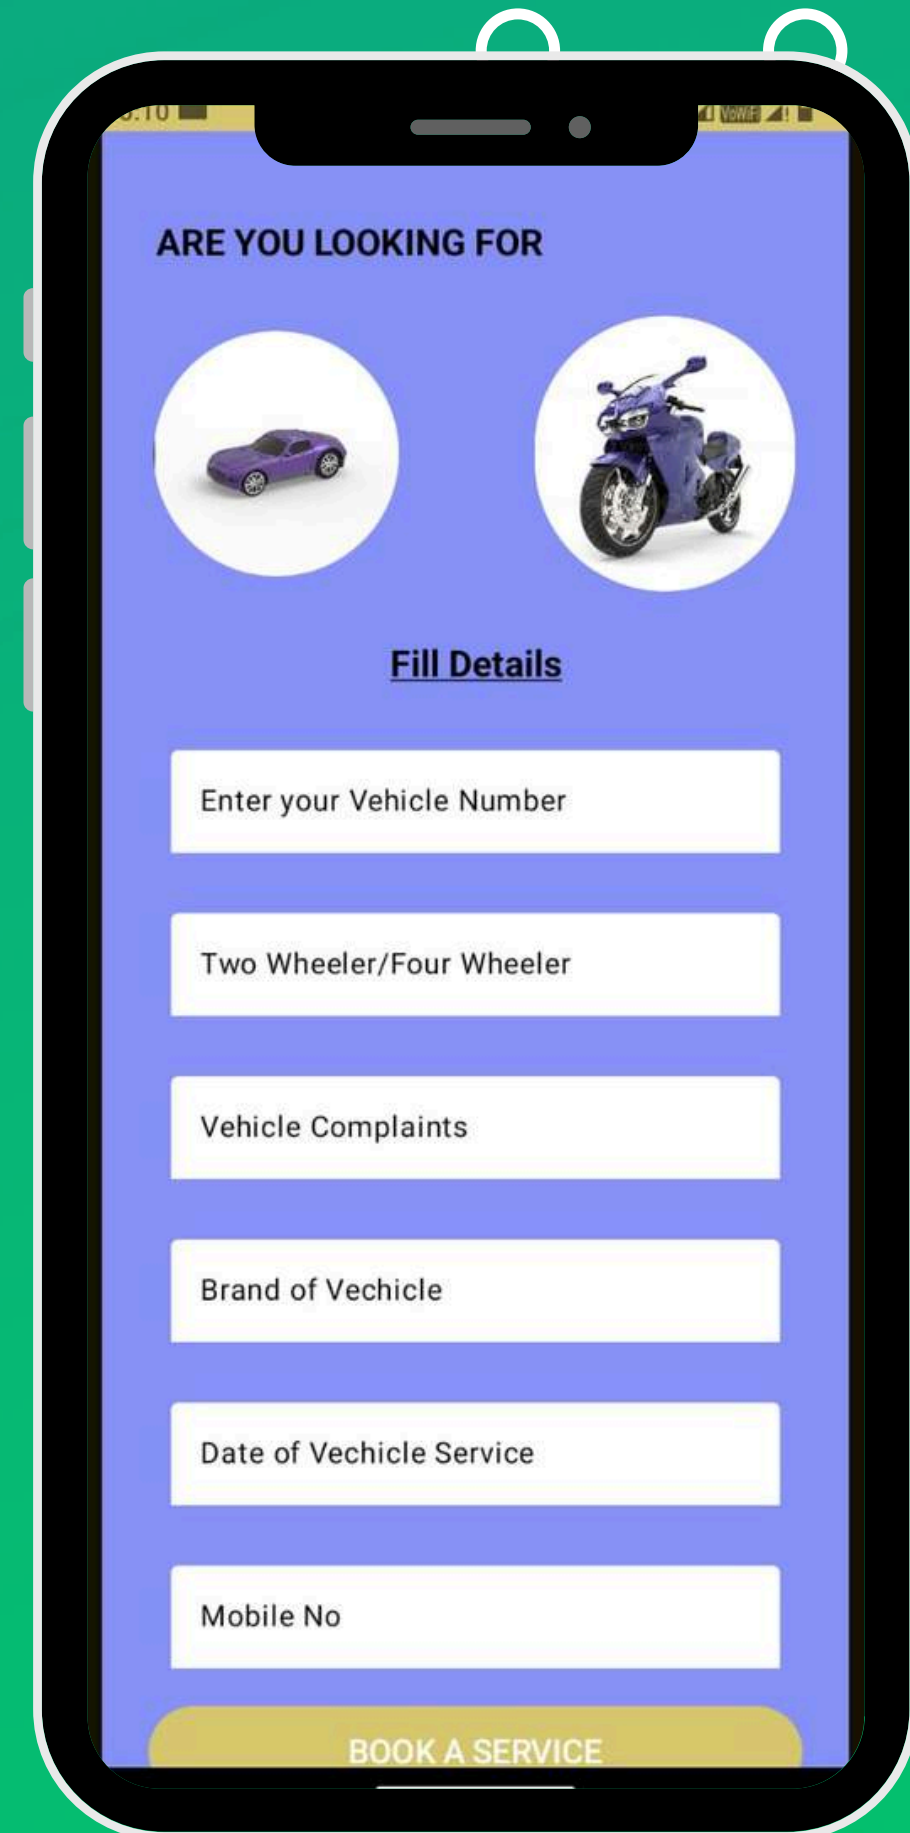 VoWiFi
ARE YOU LOOKING FOR
Fill Details
Enter your Vehicle Number
Two Wheeler/Four Wheeler
Vehicle Complaints
Brand of Vechicle
Date of Vechicle Service
Mobile No
BOOK A SERVICE